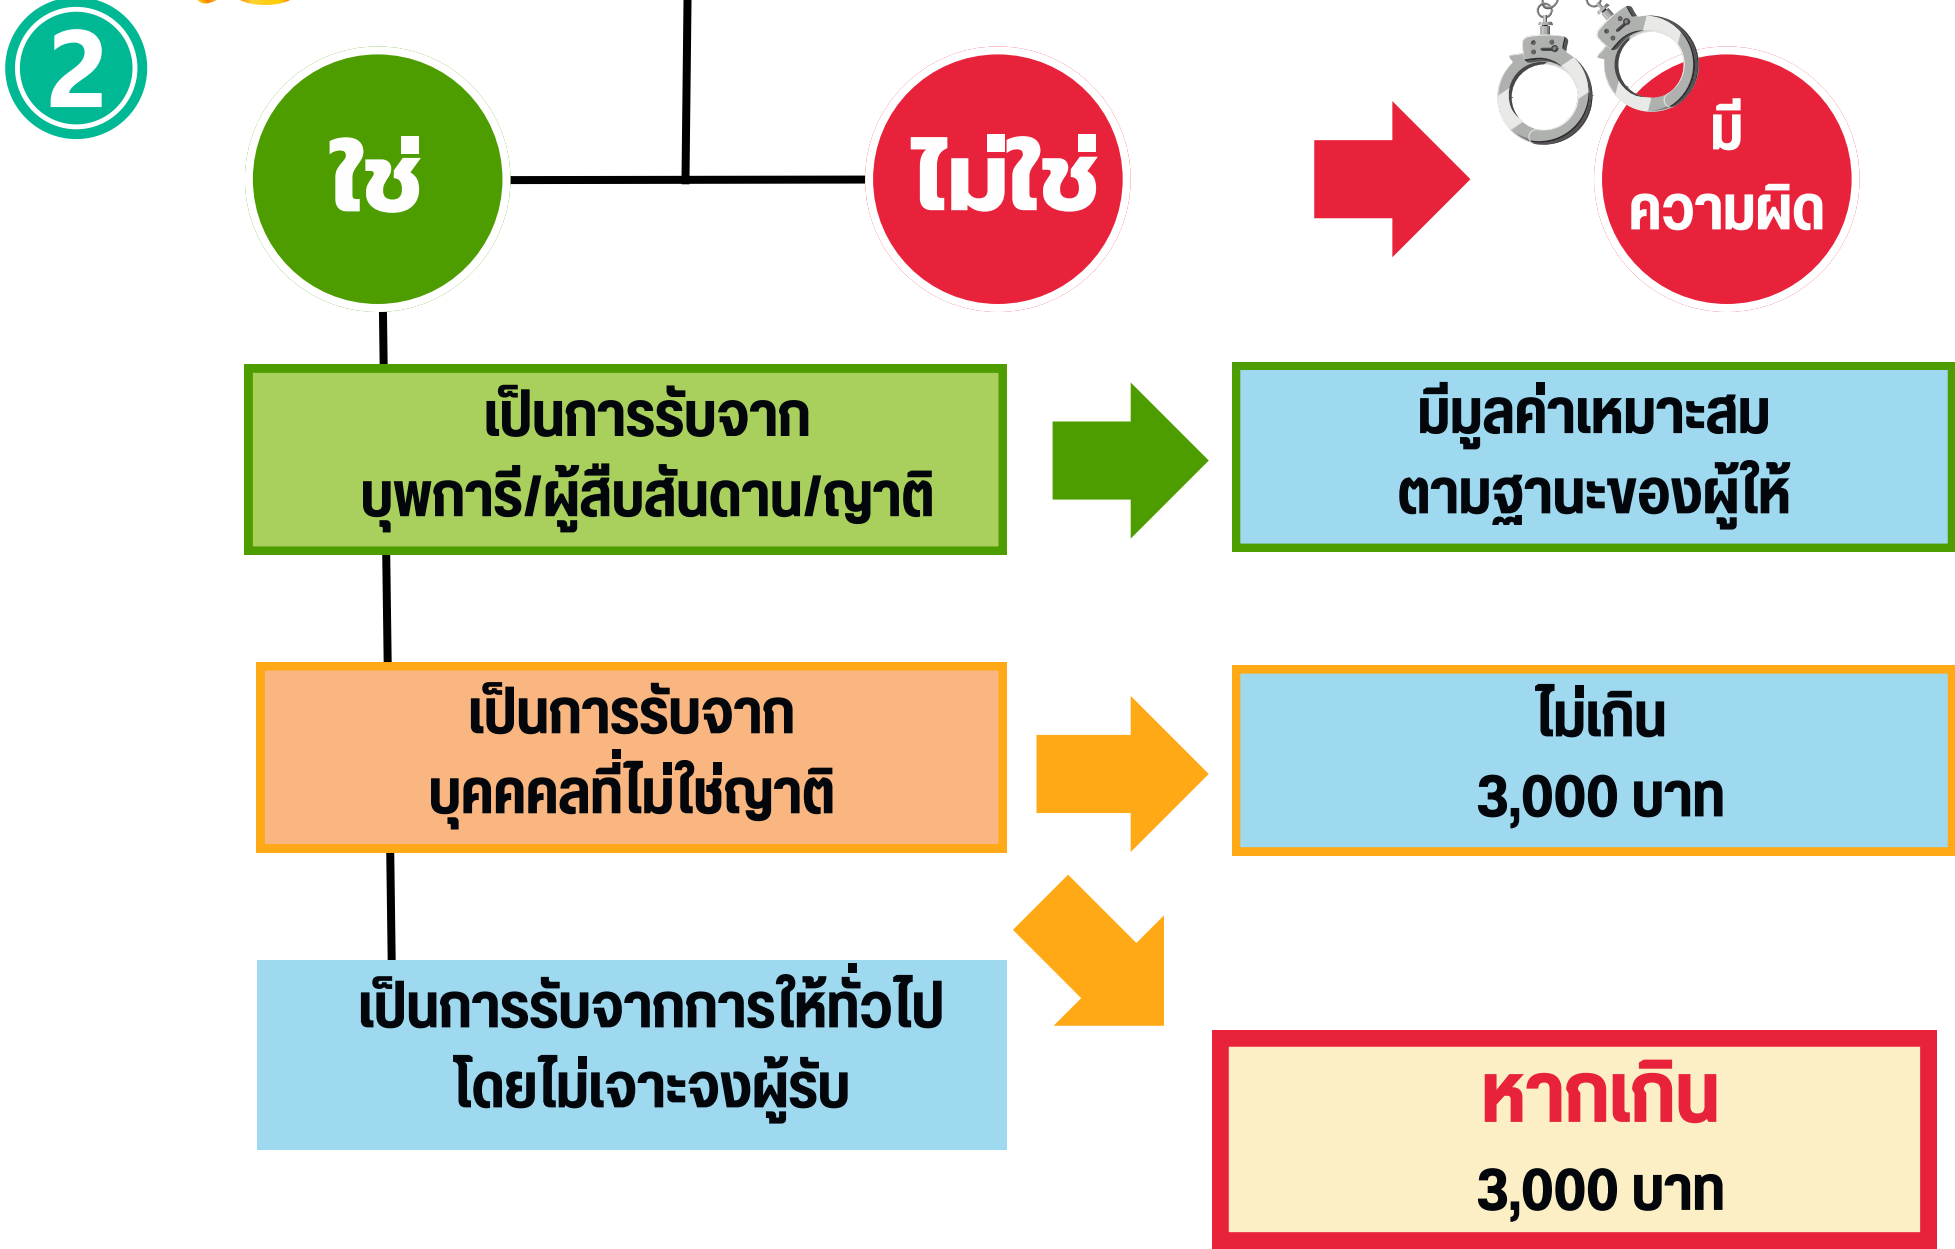 2
ใช่
ไม่ใช่
มี
ความผิด
เป็นการรับจาก
บุพการี/ผู้สืบสันดาน/ญาติ
มีมูลค่าเหมาะสม
ตามฐานะของผู้ให้
เป็นการรับจาก
บุคคคลที่ไม่ใช่ญาติ
ไม่เกิน
3,000 บาท
เป็นการรับจากการให้ทั่วไป
โดยไม่เจาะจงผู้รับ
หากเกิน
3,000 บาท